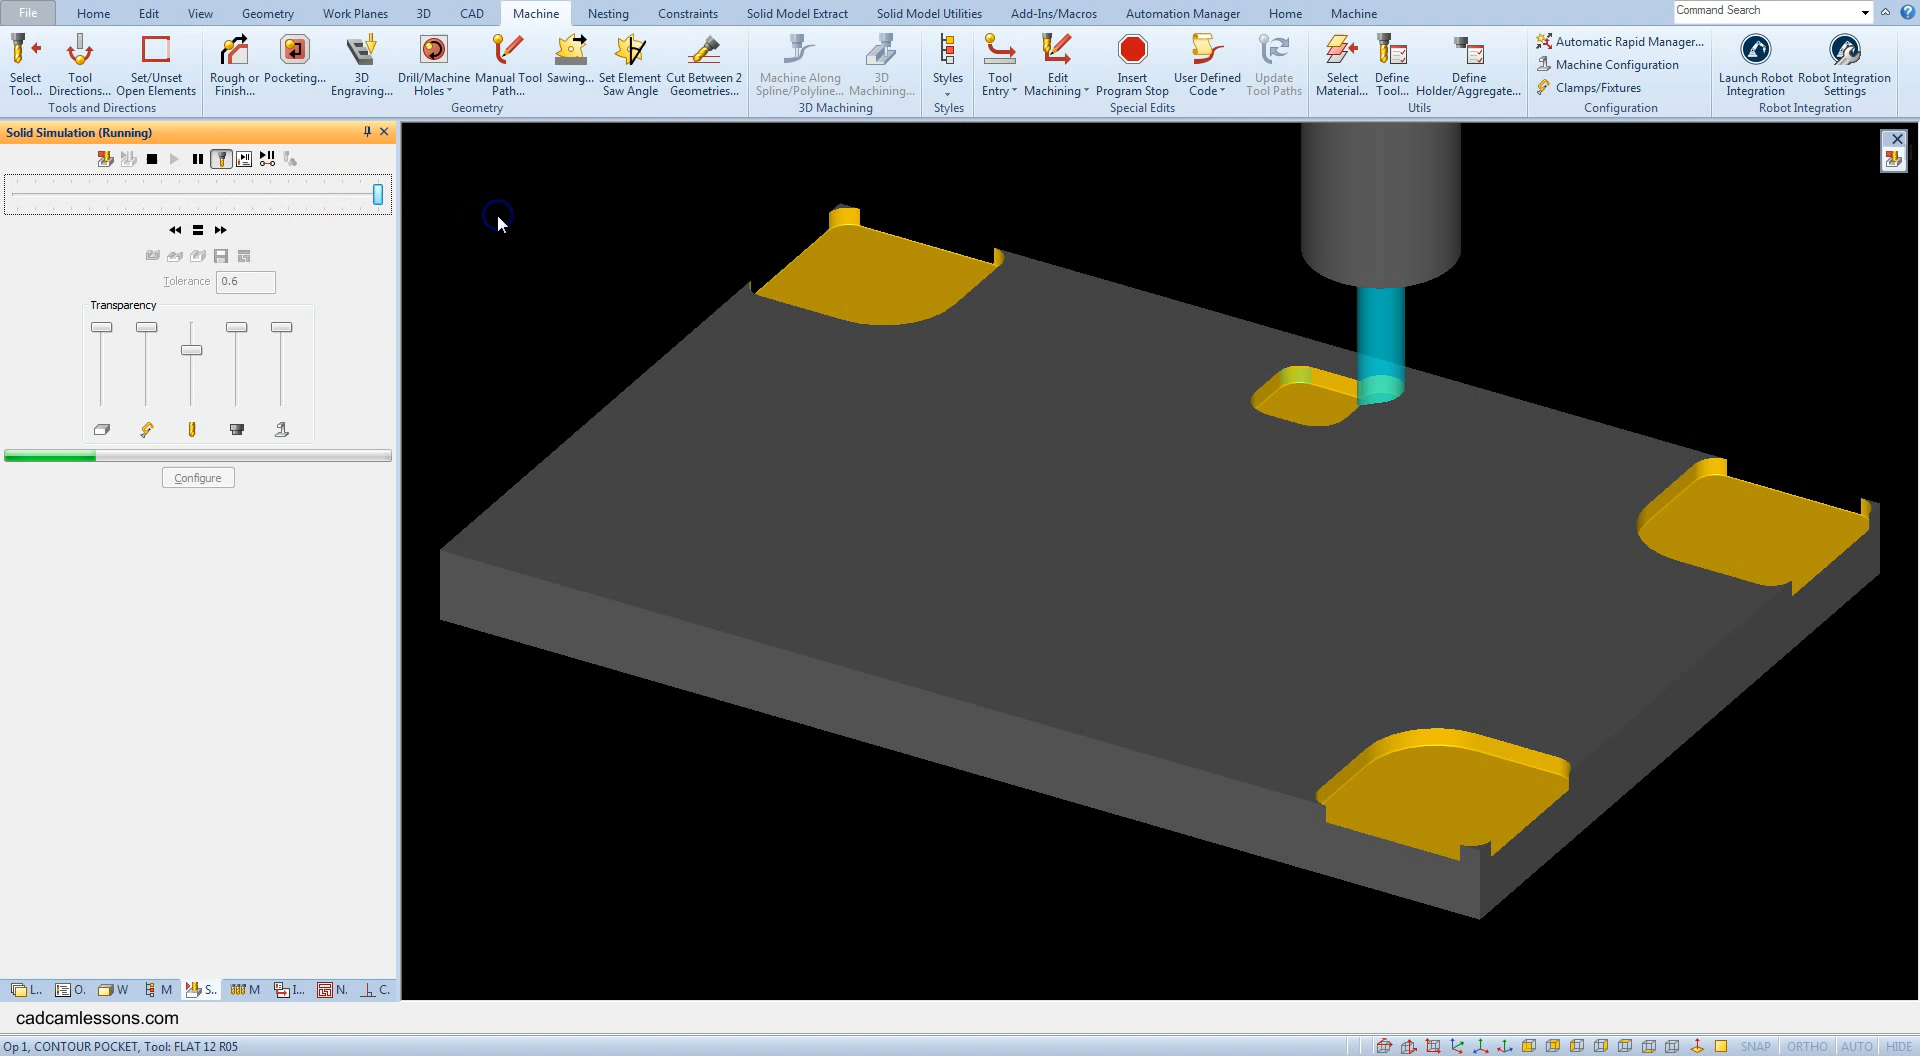 File Home Edit View Geometry Work Planes 3D CAD Machine Nesting Constraints Solid Model Extract Solid Model Utilities Add-Ins/Macros Automation Manager Home Machine Command Search
Select Tool... Tool Directions... Set/Unset Open Elements
Tools and Directions
Rough or Finish... Pocketing... 3D Engraving... Drill/Machine Holes Manual Tool Path... Sawing... Set Element Saw Angle Cut Between 2 Geometries...
Geometry
Machine Along Spline/Polyline... 3D Machining...
3D Machining
Styles
Styles
Tool Entry Edit Machining Insert Program Stop User Defined Code Update Tool Paths
Special Edits
Select Material... Define Tool... Define Holder/Aggregate...
Utils
Automatic Rapid Manager...
Machine Configuration
Clamps/Fixtures
Configuration
Launch Robot Integration Robot Integration Settings
Robot Integration
Solid Simulation (Running)
Tolerance 0.6
Transparency
Configure
L.. O. W M S.. M I... N. C.
cadcamlessons.com
Op 1, CONTOUR POCKET, Tool: FLAT 12 R05
SNAP ORTHO AUTO HIDE